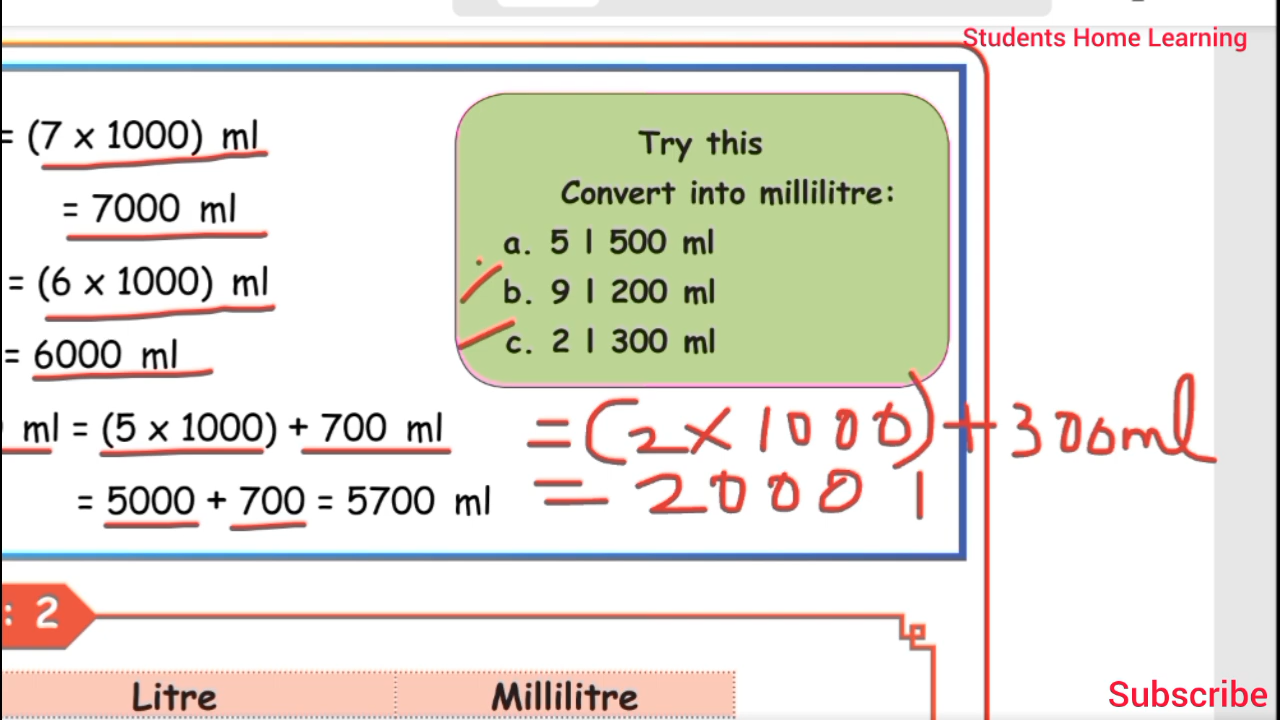 Students Home Learning
= (7 x 1000) ml
= 7000 ml
= (6 x 1000) ml
= 6000 ml
ml = (5 x 1000) + 700 ml
= 5000 + 700 = 5700 ml
Try this
Convert into millilitre:
a. 5 l 500 ml
b. 9 l 200 ml
c. 2 l 300 ml
= (2 x 1000) + 300ml
= 2000 l
: 2
Litre Millilitre
Subscribe